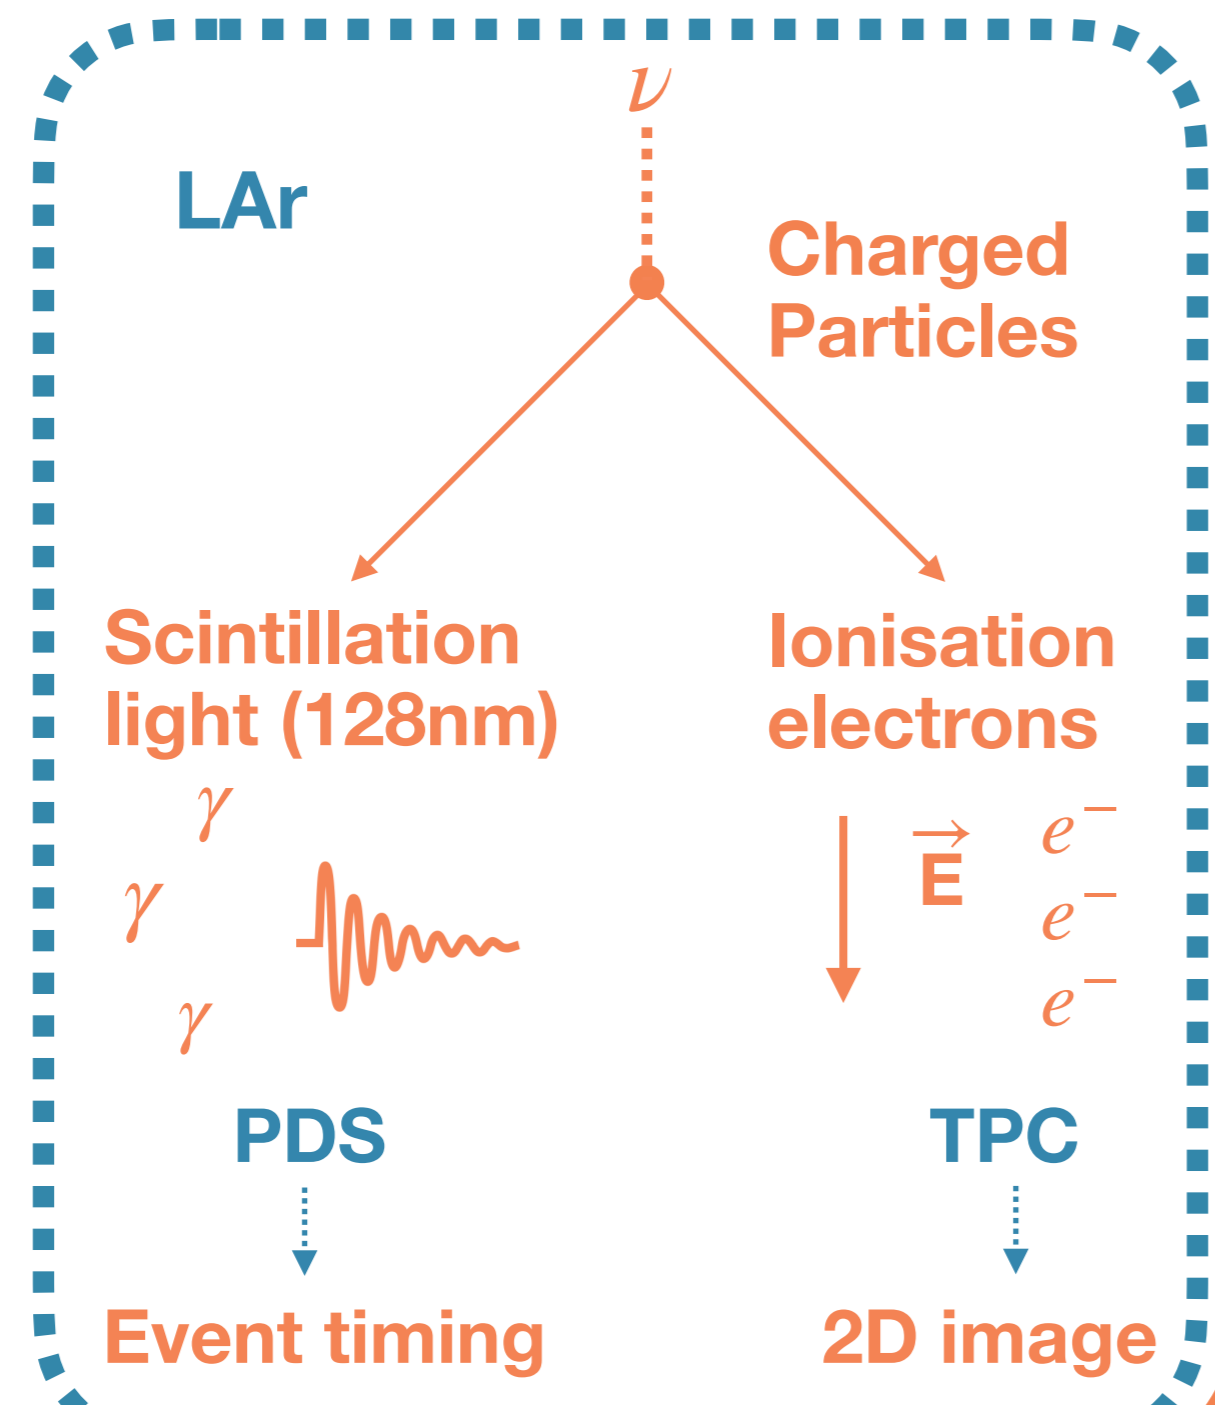 ν
LAr
Charged
Particles
Scintillation
light (128nm)
Ionisation
electrons
γ
γ
γ
E⃗
e⁻
e⁻
e⁻
PDS
TPC
Event timing
2D image